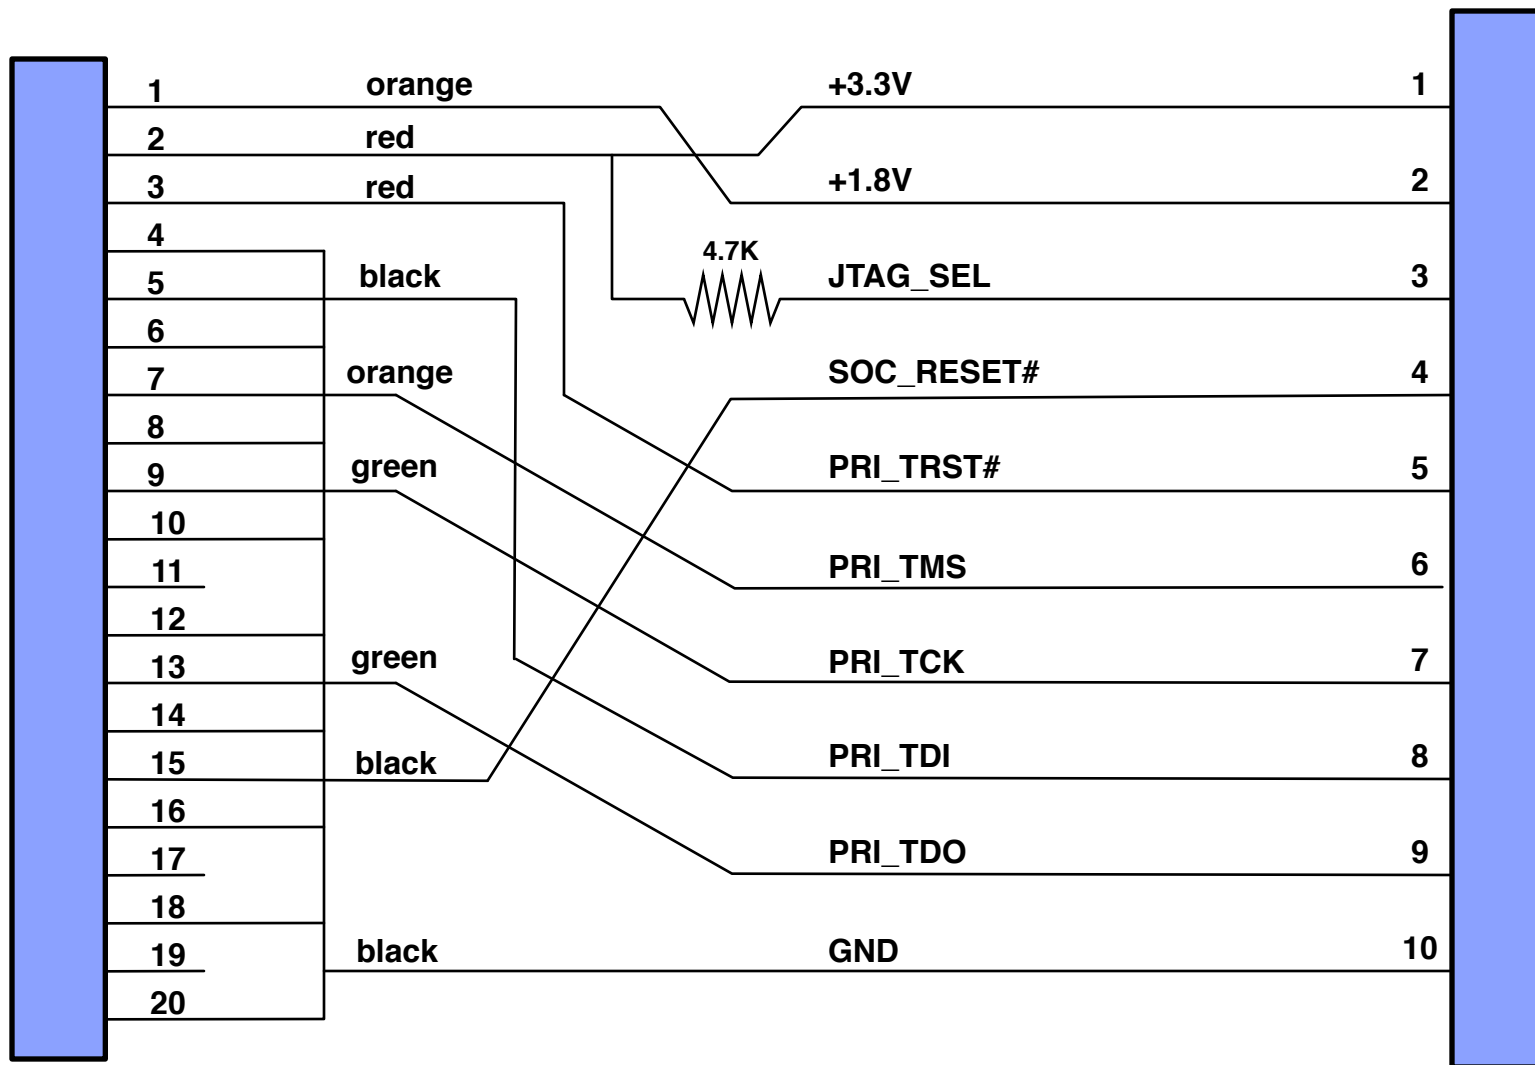 1 orange +3.3V 1
2 red
3 red +1.8V 2
4
4.7K
5 black JTAG_SEL 3
6
7 orange SOC_RESET# 4
8
9 green PRI_TRST# 5
10
11 PRI_TMS 6
12
13 green PRI_TCK 7
14
15 black PRI_TDI 8
16
17 PRI_TDO 9
18
19 black GND 10
20